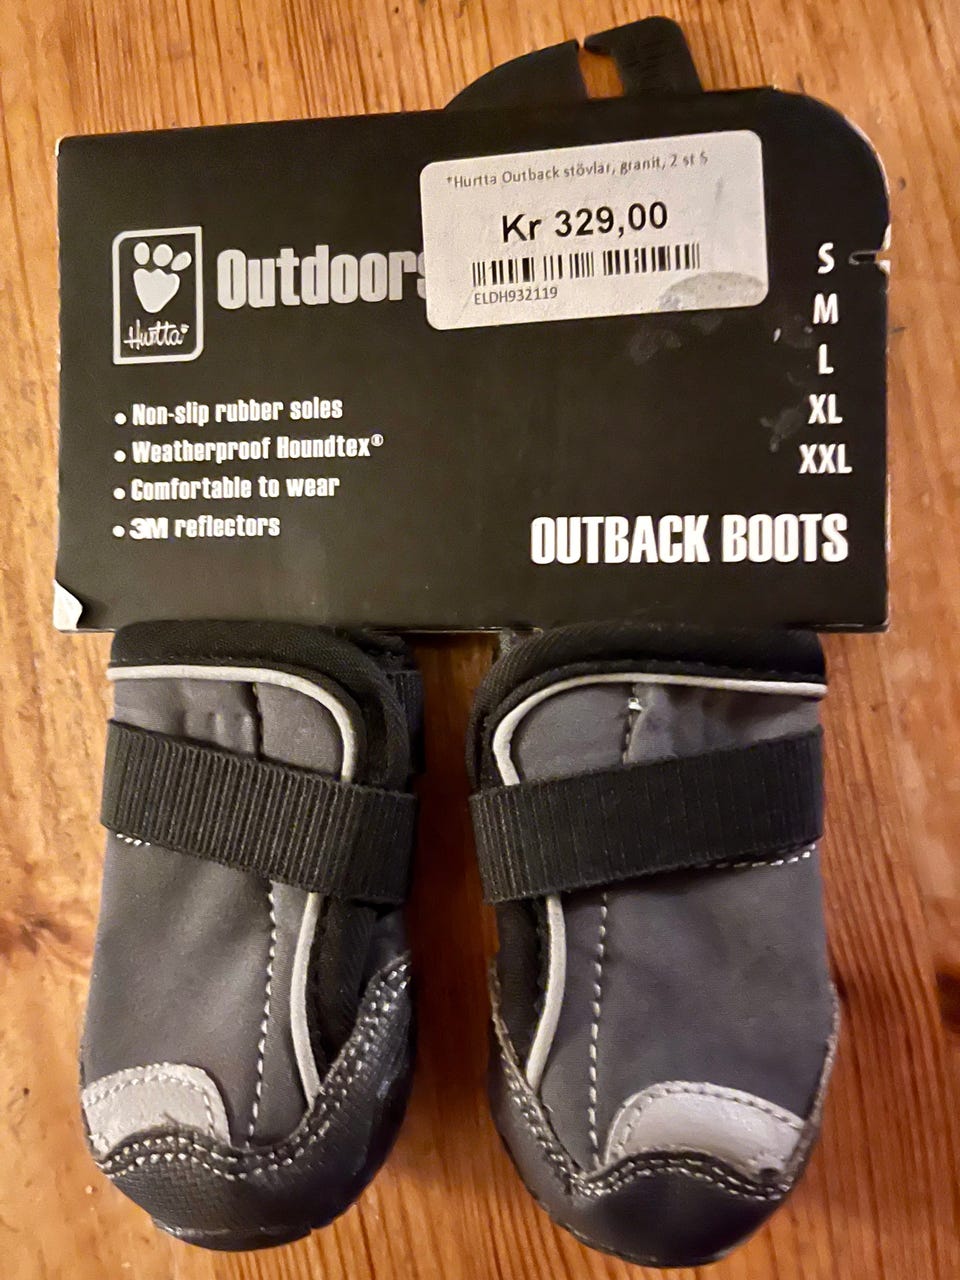 *Hurtta Outback stövlar, granit, 2 st S
Kr 329,00
ELDH932119
Hurtta
Outdoors
S
M
L
XL
XXL
• Non-slip rubber soles
• Weatherproof Houndtex®
• Comfortable to wear
• 3M reflectors
OUTBACK BOOTS